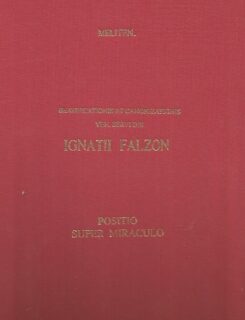 MELITEN.
BEATIFICATIONIS ET CANONIZATIONIS
VEN. SERVI DEI
IGNATII FALZON
POSITIO
SUPER MIRACULO